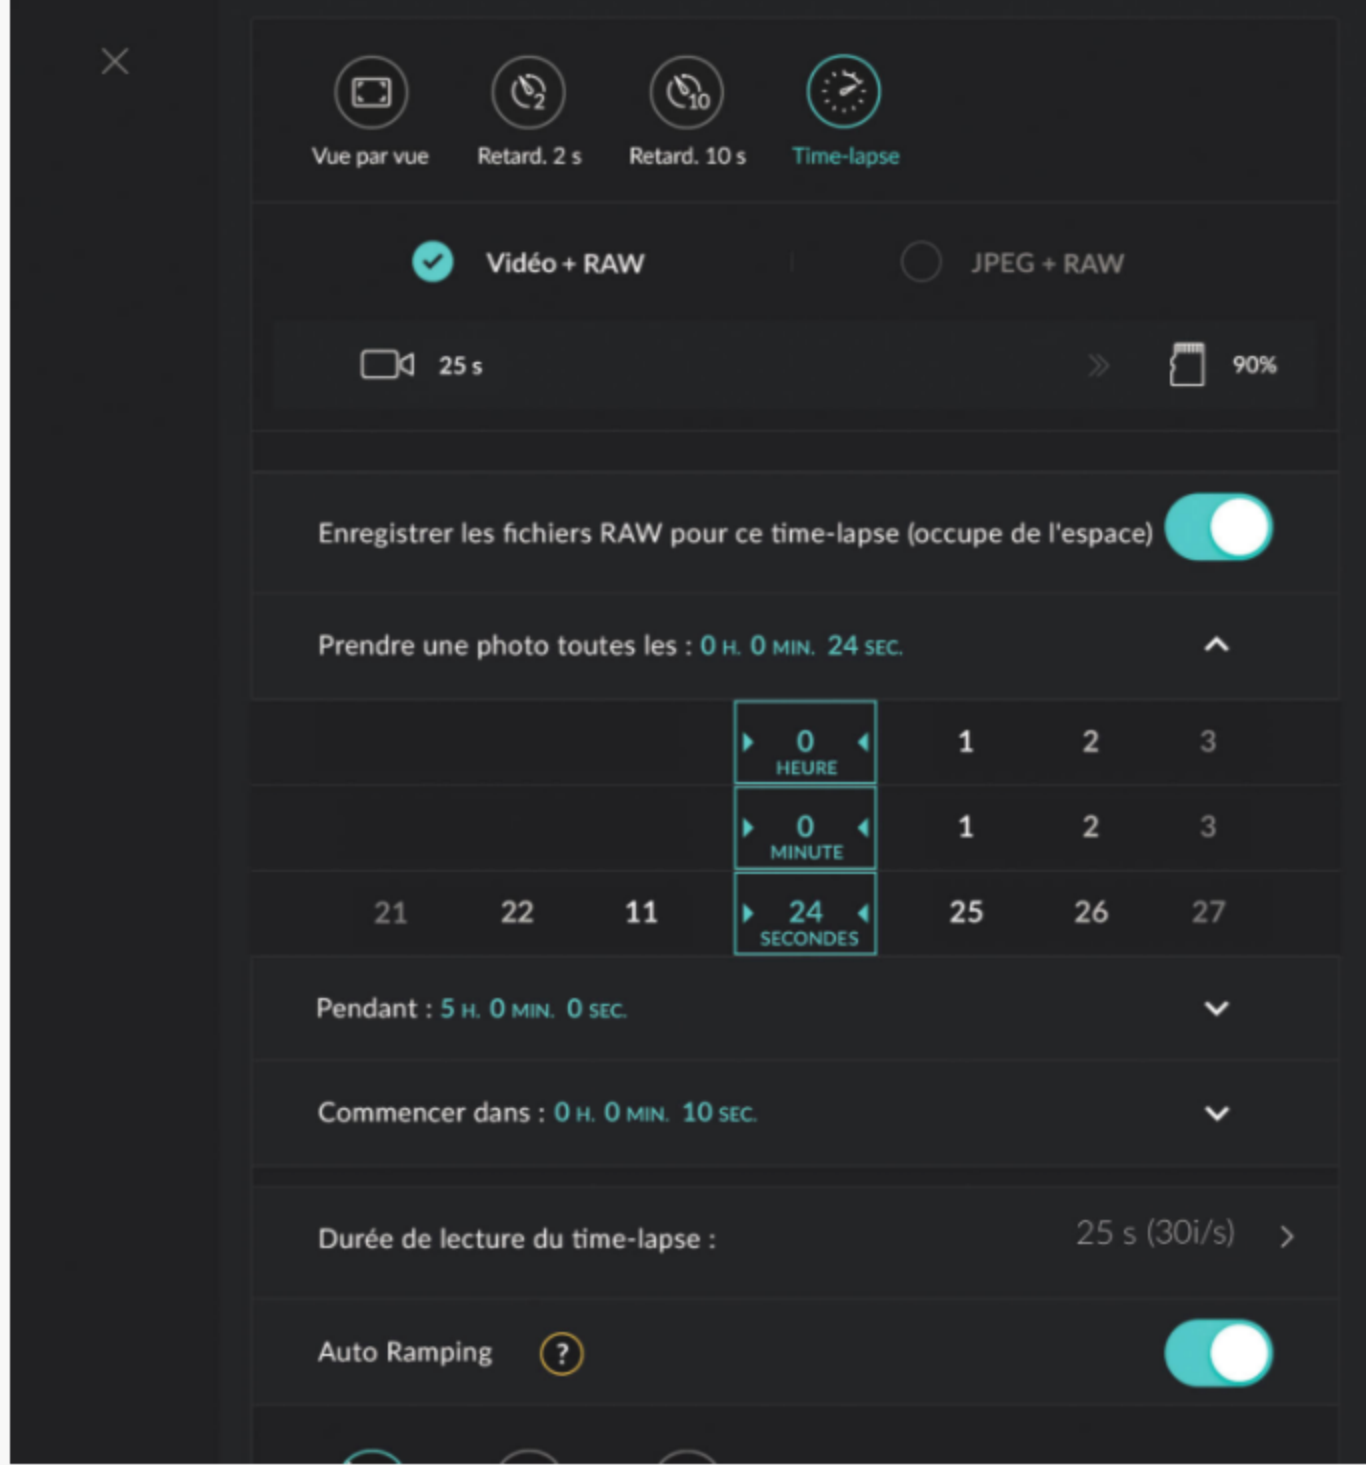 Vue par vue Retard. 2 s Retard. 10 s Time-lapse
Vidéo + RAW JPEG + RAW
25 s 90%
Enregistrer les fichiers RAW pour ce time-lapse (occupe de l'espace)
Prendre une photo toutes les : 0 H. 0 MIN. 24 SEC.
0 1 2 3
HEURE
0 1 2 3
MINUTE
21 22 11 24 25 26 27
SECONDES
Pendant : 5 H. 0 MIN. 0 SEC.
Commencer dans : 0 H. 0 MIN. 10 SEC.
Durée de lecture du time-lapse : 25 s (30i/s)
Auto Ramping ?